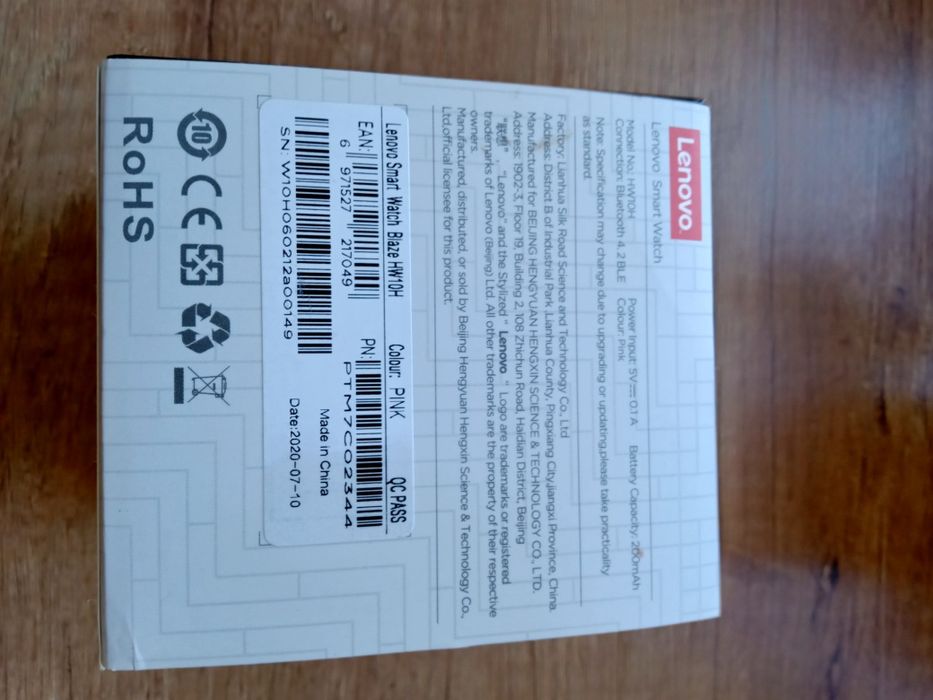 Lenovo.
Lenovo Smart Watch
Model No.: HW10H Power Input: 5V⎓0.1A Battery Capacity: 200mAh
Connection: Bluetooth 4.2 BLE Colour: Pink
Note: Specification may change due to upgrading or updating,please take practicality
as standard.
Factory: Lianhua Silk Road Science and Technology Co., Ltd
Address: District B of Industrial Park ,Lianhua County, Pingxiang City,jiangxi Province, China.
Manufactured for BEIJING HENGYUAN HENGXIN SCIENCE & TECHNOLOGY CO., LTD.
Address: 1902-3, Floor 19, Building 2, 108 Zhichun Road, Haidian District, Beijing
"联想", "Lenovo" and the Stylized " Lenovo. " Logo are trademarks or registered
trademarks of Lenovo (Beijing) Ltd. All other trademarks are the property of their respective
owners.
Manufactured, distributed, or sold by Beijing Hengyuan Hengxin Science & Technology Co.,
Ltd,official licensee for this product.
Lenovo Smart Watch Blaze HW10H Colour: PINK QC PASS
EAN: 6 971527 217049
PN: PTM7C02344
SN: W10H060212a00149
Made in China
Date:2020-07-10
10 CE
RoHS